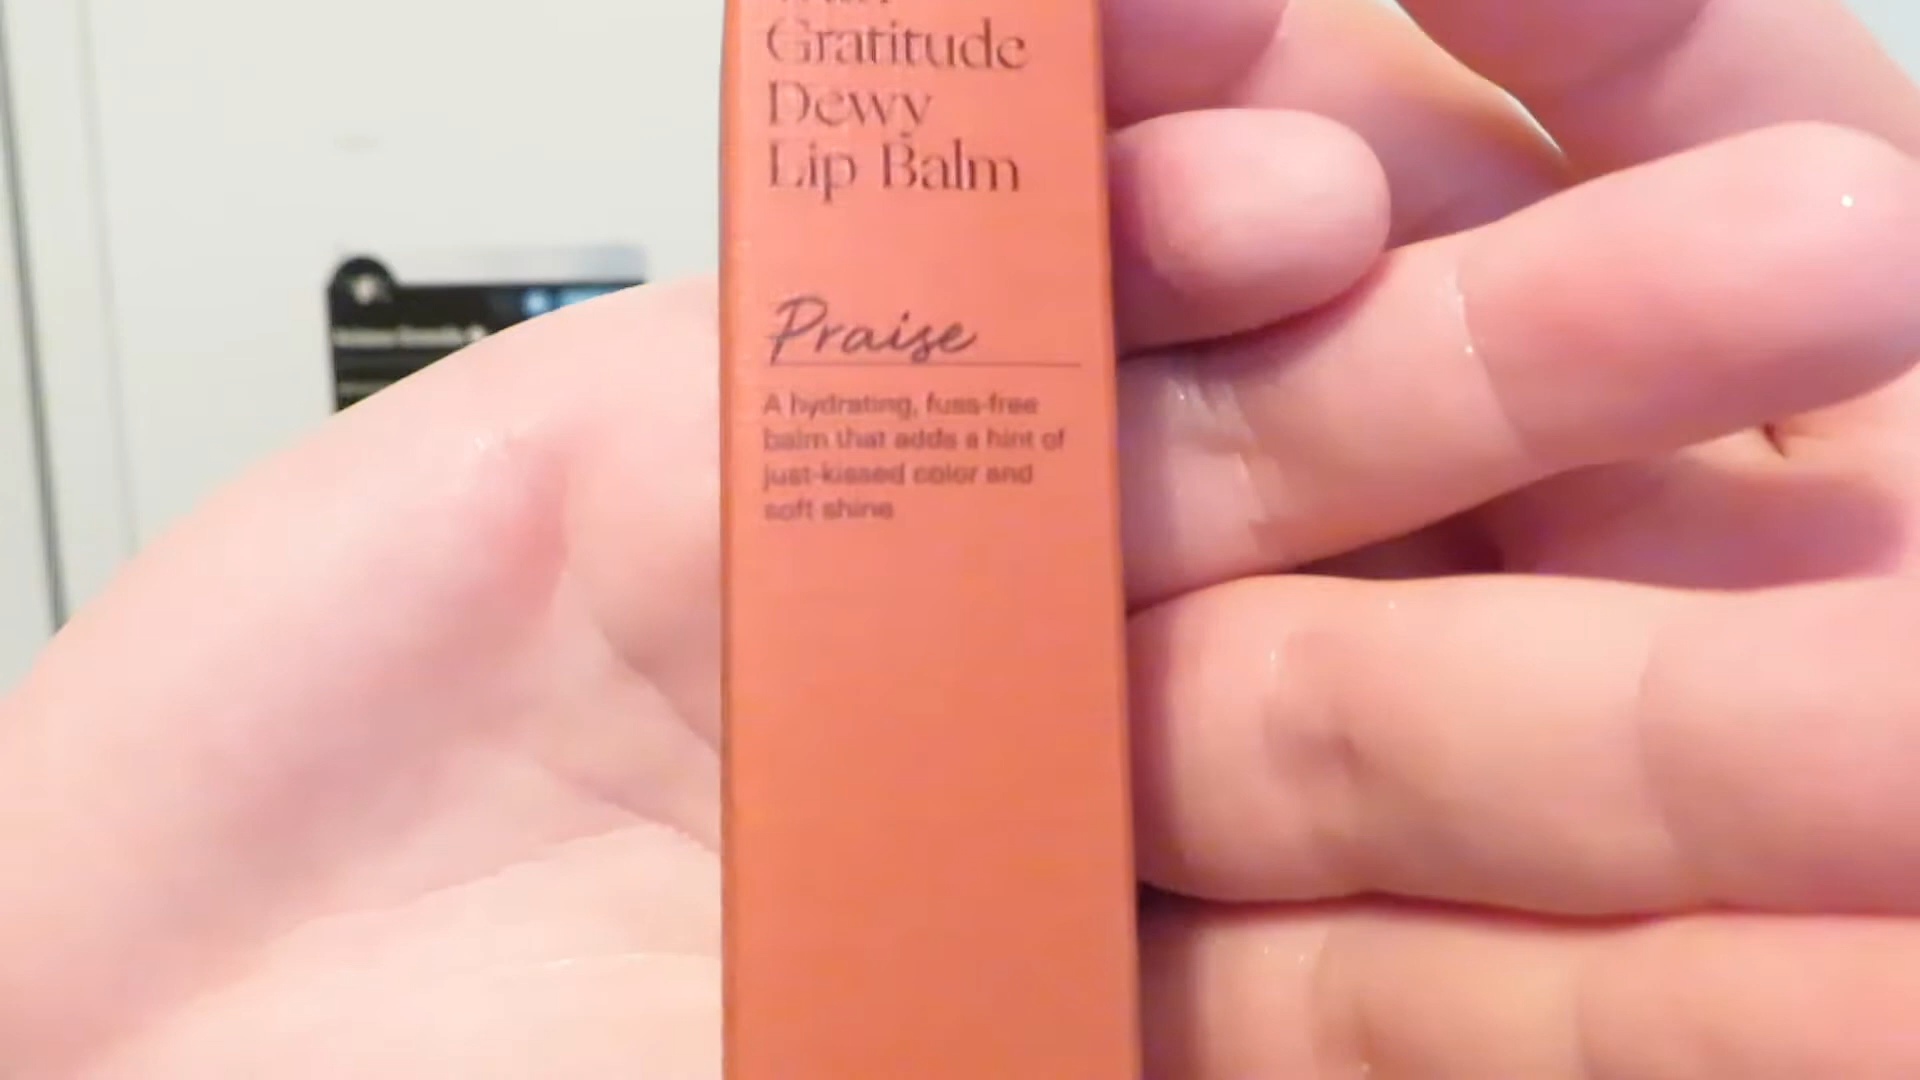 Gratitude
Dewy
Lip Balm
Praise
A hydrating, fuss-free
balm that adds a hint of
just-kissed color and
soft shine